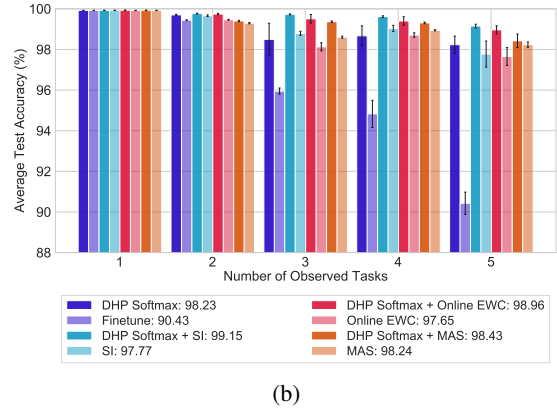 100
98
96
94
92
90
88
Average Test Accuracy (%)
1 2 3 4 5
Number of Observed Tasks
DHP Softmax: 98.23
Finetune: 90.43
DHP Softmax + SI: 99.15
SI: 97.77
DHP Softmax + Online EWC: 98.96
Online EWC: 97.65
DHP Softmax + MAS: 98.43
MAS: 98.24
(b)